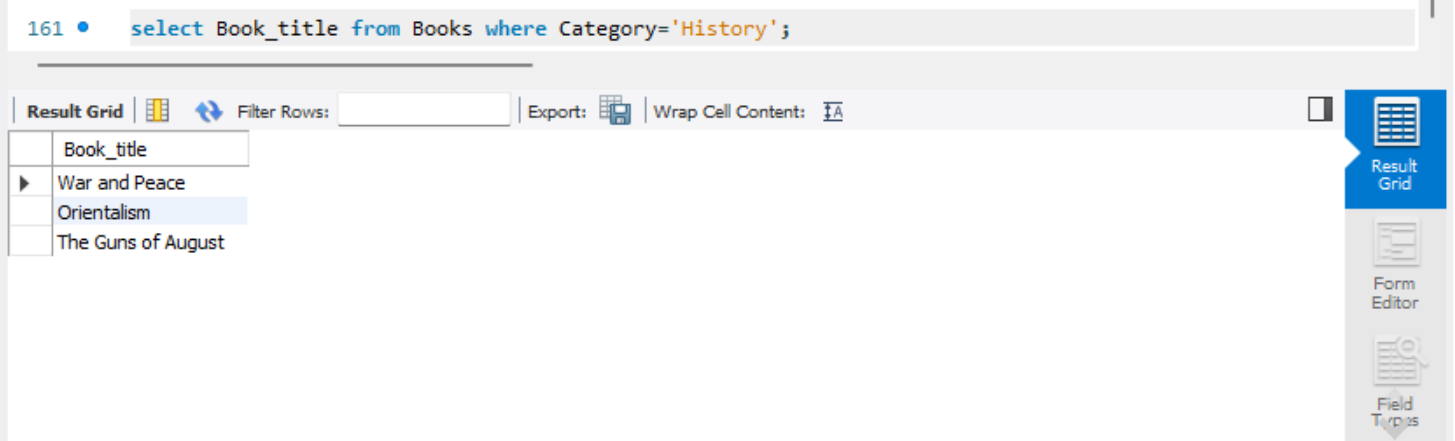 161 select Book_title from Books where Category='History';
Result Grid Filter Rows: Export: Wrap Cell Content:
Book_title
War and Peace
Orientalism
The Guns of August
Result
Grid
Form
Editor
Field
Types